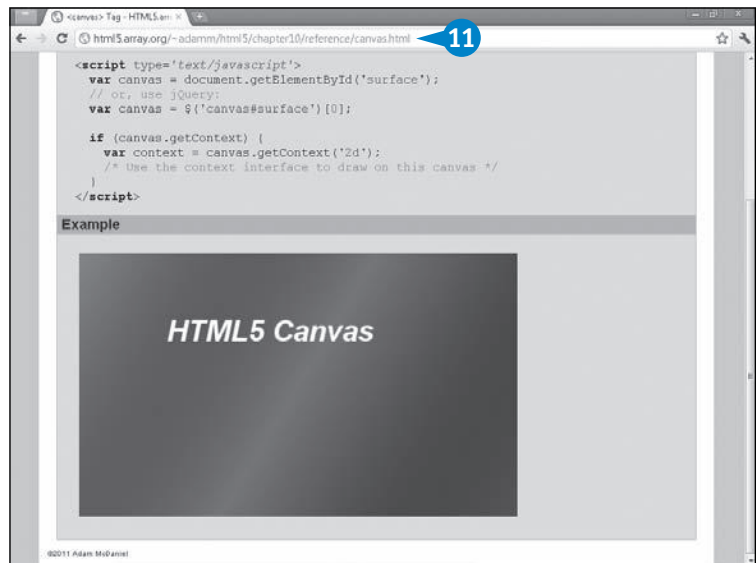 <canvas> Tag - HTML5.arr
html5.array.org/~adamm/html5/chapter10/reference/canvas.html
11
<script type='text/javascript'>
var canvas = document.getElementById('surface');
// or, use jQuery:
var canvas = $('canvas#surface')[0];
if (canvas.getContext) {
var context = canvas.getContext('2d');
/* Use the context interface to draw on this canvas */
}
</script>
Example
HTML5 Canvas
©2011 Adam McDaniel